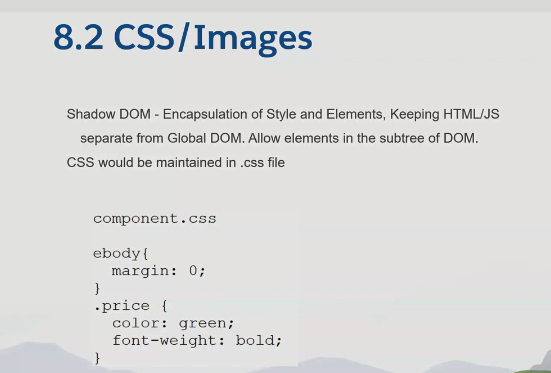 8.2 CSS/Images
Shadow DOM - Encapsulation of Style and Elements, Keeping HTML/JS
separate from Global DOM. Allow elements in the subtree of DOM.
CSS would be maintained in .css file
component.css
ebody{
margin: 0;
}
.price {
color: green;
font-weight: bold;
}